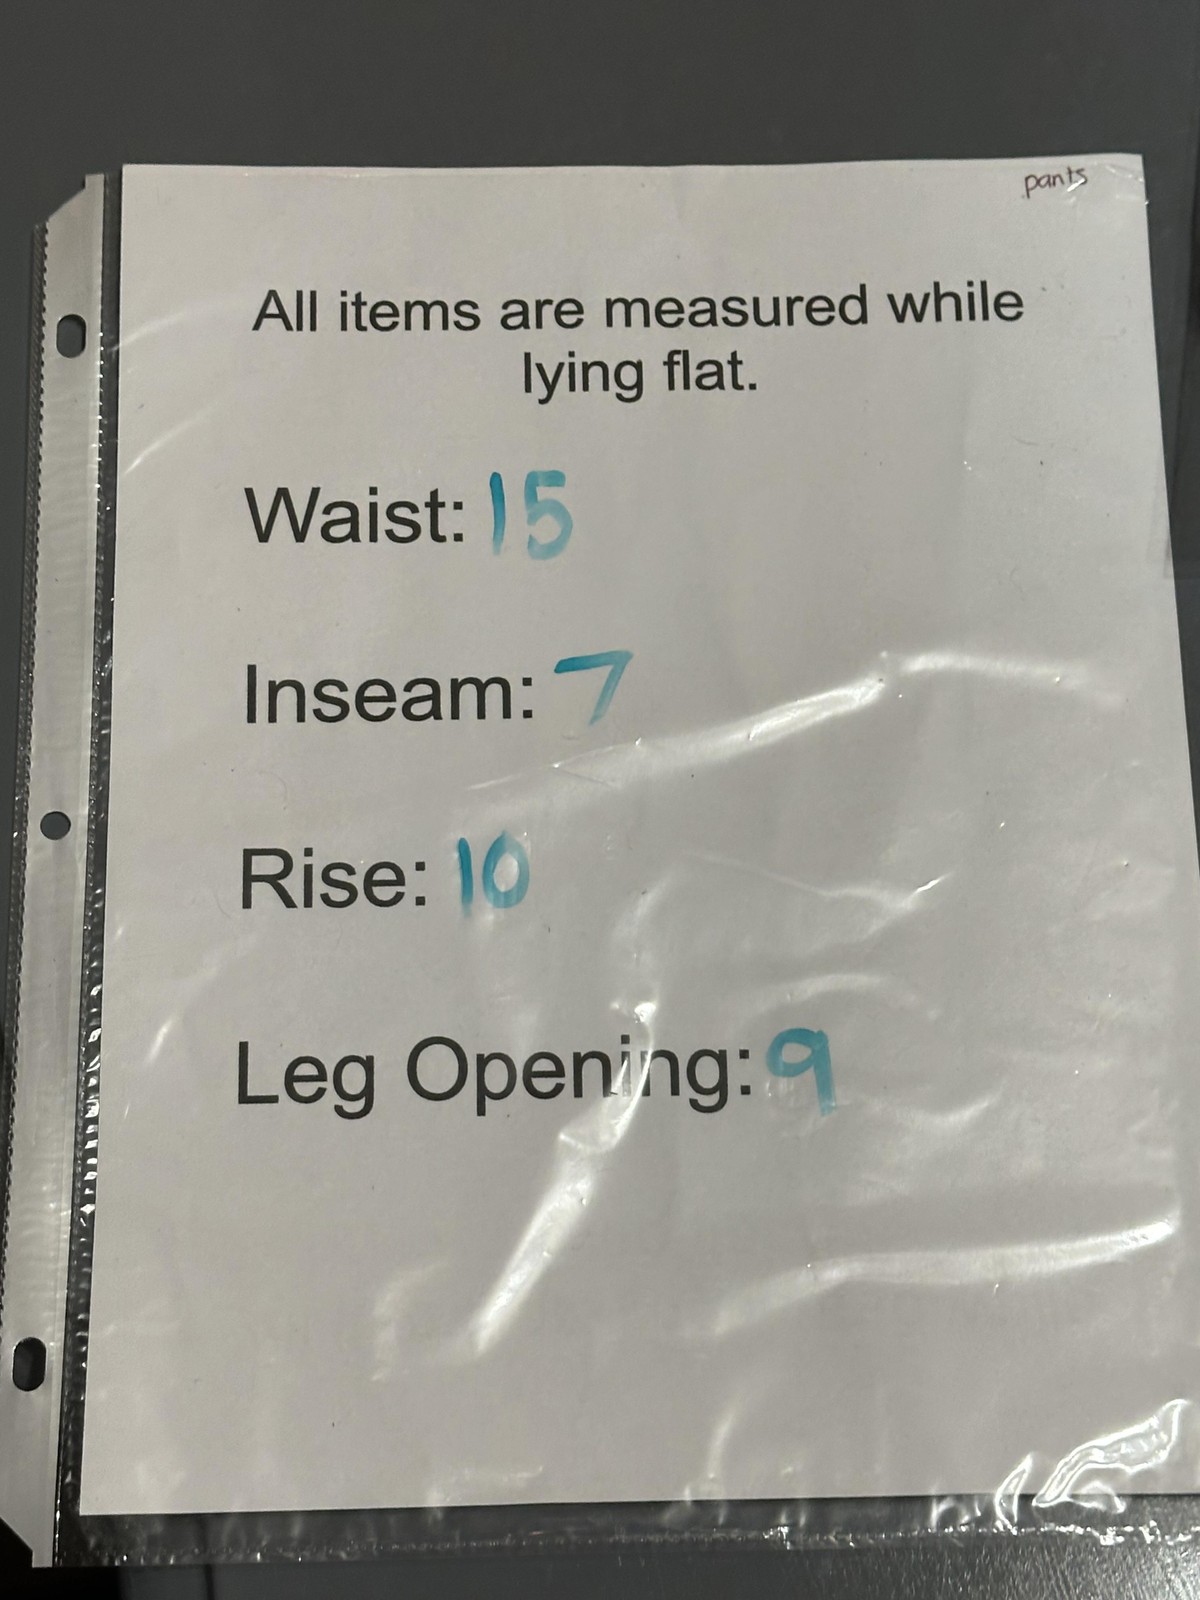 pants
All items are measured while
lying flat.
Waist: 15
Inseam: 7
Rise: 10
Leg Opening: 9